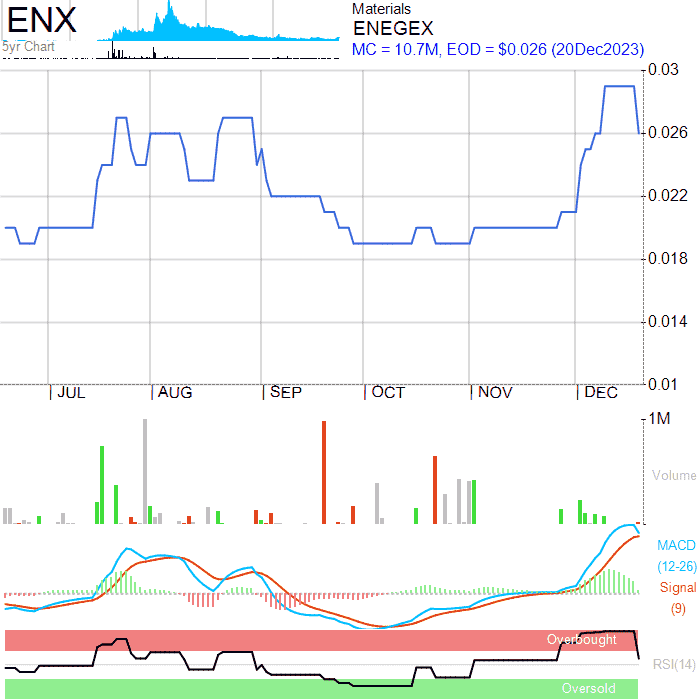 ENX
5yr Chart
Materials
ENEGEX
MC = 10.7M, EOD = $0.026 (20Dec2023)
0.03
0.026
0.022
0.018
0.014
0.01
JUL AUG SEP OCT NOV DEC
1M
Volume
MACD
(12-26)
Signal
(9)
Overbought
RSI(14)
Oversold